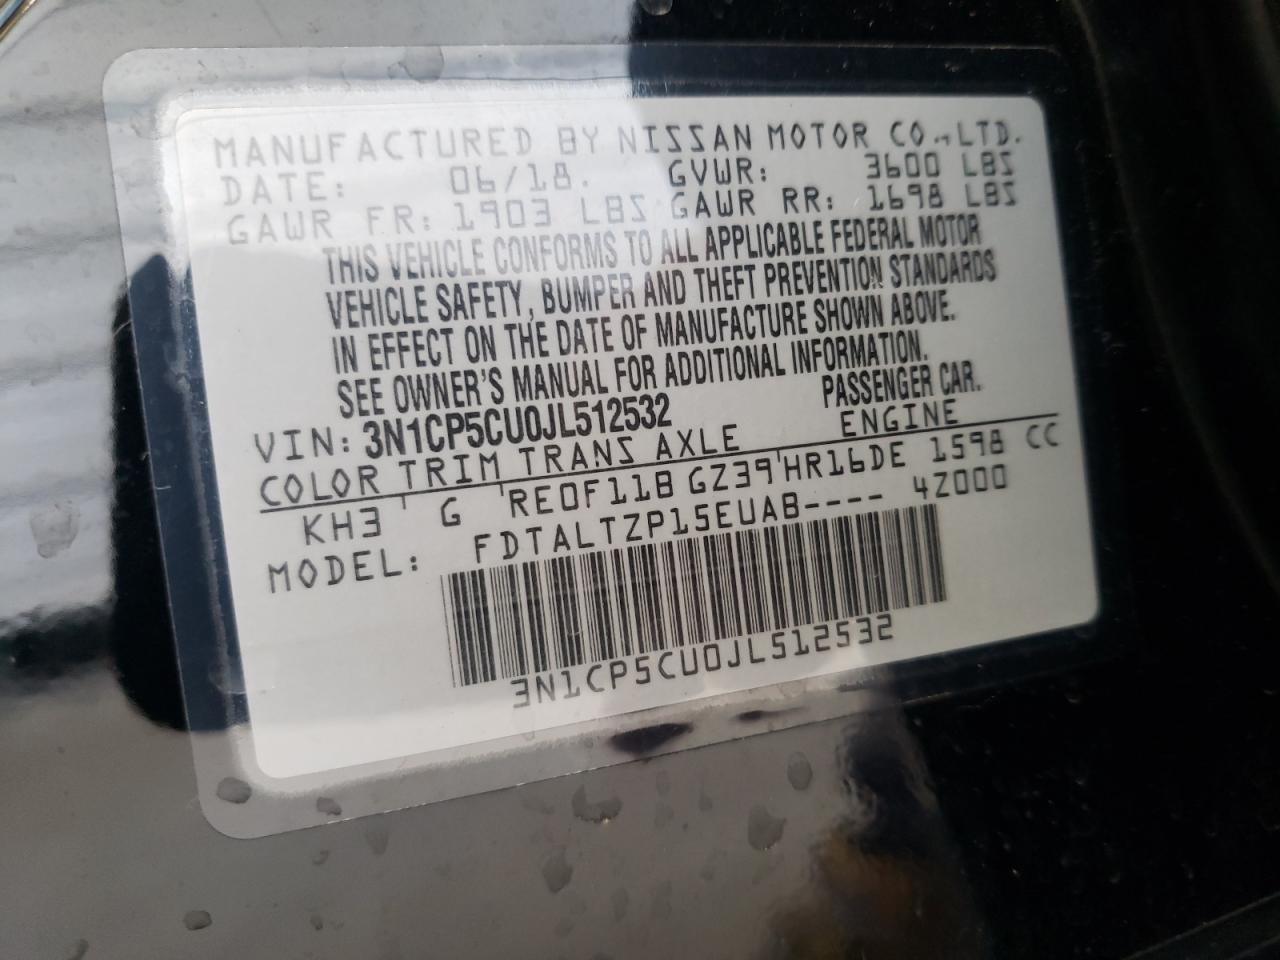 MANUFACTURED BY NISSAN MOTOR CO.,LTD.
DATE: 06/18. GVWR: 3600 LBS
GAWR FR: 1903 LBS GAWR RR: 1698 LBS
THIS VEHICLE CONFORMS TO ALL APPLICABLE FEDERAL MOTOR
VEHICLE SAFETY, BUMPER AND THEFT PREVENTION STANDARDS
IN EFFECT ON THE DATE OF MANUFACTURE SHOWN ABOVE.
SEE OWNER'S MANUAL FOR ADDITIONAL INFORMATION.
VIN: 3N1CP5CU0JL512532 PASSENGER CAR.
COLOR TRIM TRANS AXLE ENGINE
KH3 G RE0F11B GZ39 HR16DE 1598 CC
MODEL: FDTALTZP15EUAB---- 4Z000
3N1CP5CU0JL512532